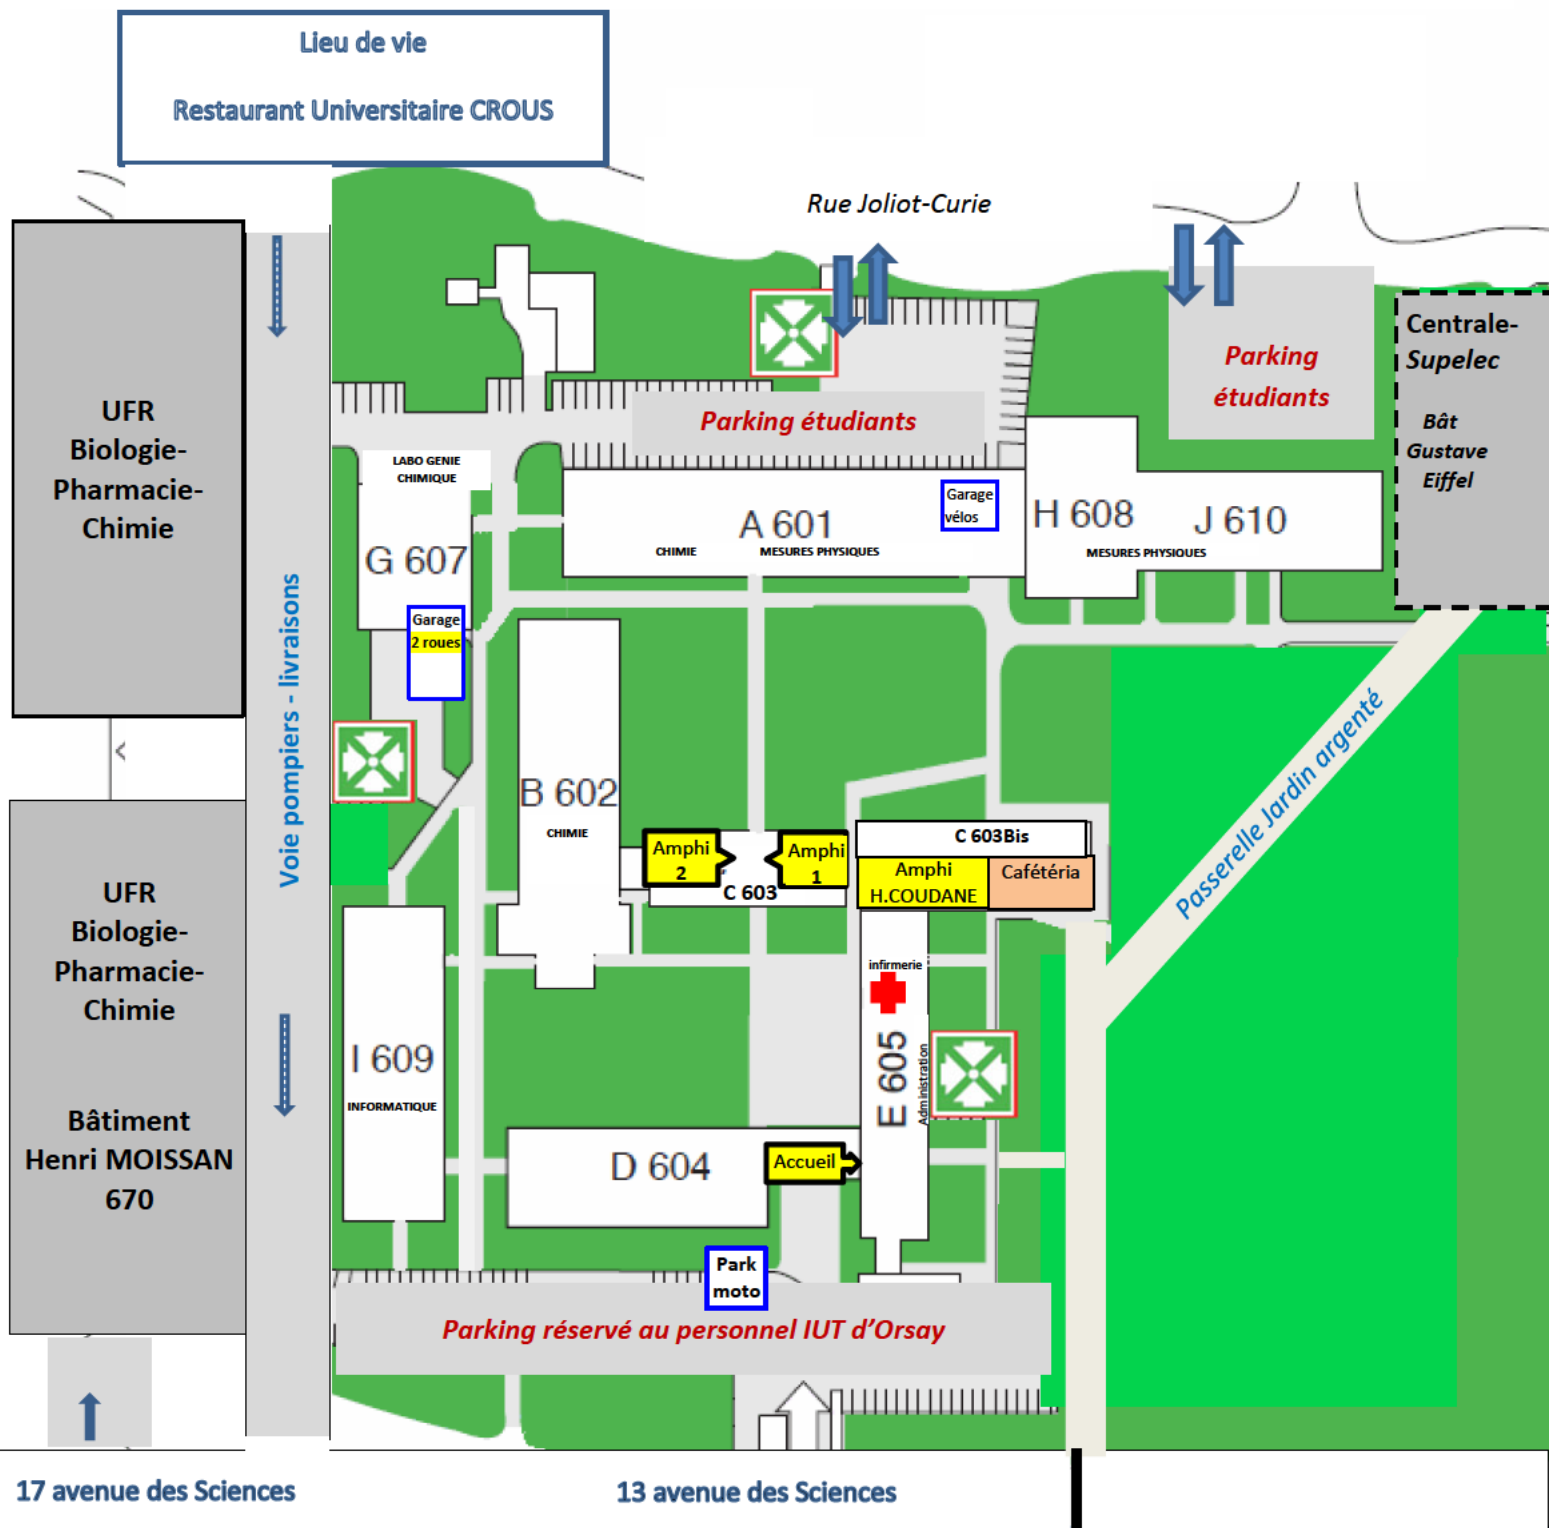 Lieu de vie
Restaurant Universitaire CROUS
Rue Joliot-Curie
UFR
Biologie-
Pharmacie-
Chimie
Voie pompiers - livraisons
Parking étudiants
Parking
étudiants
Centrale-
Supelec
Bât
Gustave
Eiffel
LABO GENIE
CHIMIQUE
G 607
Garage
2 roues
A 601
CHIMIE
MESURES PHYSIQUES
Garage
vélos
H 608
J 610
MESURES PHYSIQUES
Passerelle Jardin argenté
B 602
CHIMIE
Amphi
2
Amphi
1
C 603
C 603Bis
Amphi
H.COUDANE
Cafétéria
UFR
Biologie-
Pharmacie-
Chimie
Bâtiment
Henri MOISSAN
670
I 609
INFORMATIQUE
infirmerie
E 605
Administration
D 604
Accueil
Park
moto
Parking réservé au personnel IUT d'Orsay
17 avenue des Sciences
13 avenue des Sciences